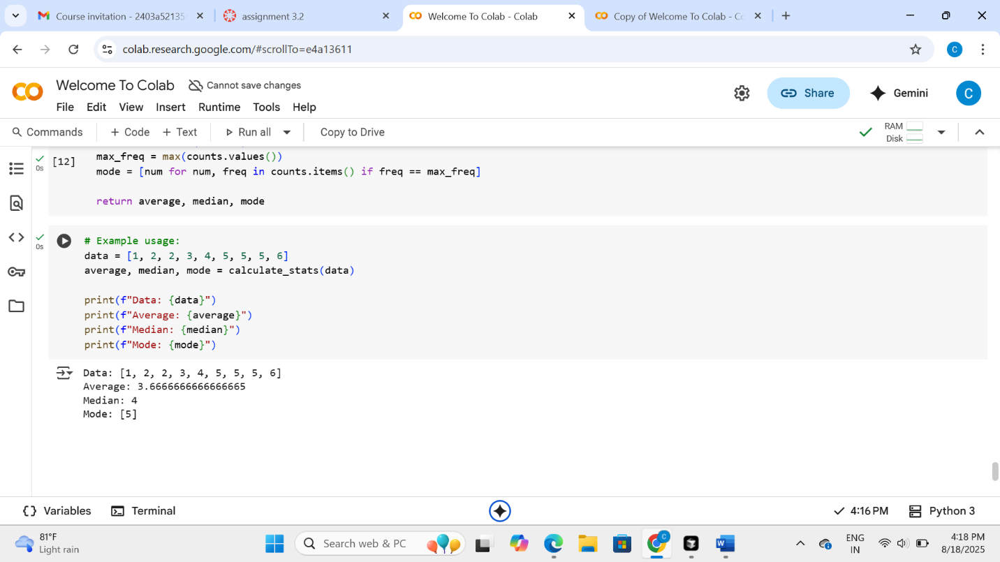 Course invitation - 2403a52135
assignment 3.2
Welcome To Colab - Colab
Copy of Welcome To Colab - Co
colab.research.google.com/#scrollTo=e4a13611
C
Welcome To Colab
Cannot save changes
File Edit View Insert Runtime Tools Help
Share
Gemini
C
Commands
+ Code + Text
Run all
Copy to Drive
RAM
Disk
0s
[12]
max_freq = max(counts.values())
mode = [num for num, freq in counts.items() if freq == max_freq]
return average, median, mode
0s
# Example usage:
data = [1, 2, 2, 3, 4, 5, 5, 5, 6]
average, median, mode = calculate_stats(data)
print(f"Data: {data}")
print(f"Average: {average}")
print(f"Median: {median}")
print(f"Mode: {mode}")
Data: [1, 2, 2, 3, 4, 5, 5, 5, 6]
Average: 3.6666666666666665
Median: 4
Mode: [5]
Variables
Terminal
4:16 PM
Python 3
81°F
Light rain
Search web & PC
C
W
ENG
IN
4:18 PM
8/18/2025